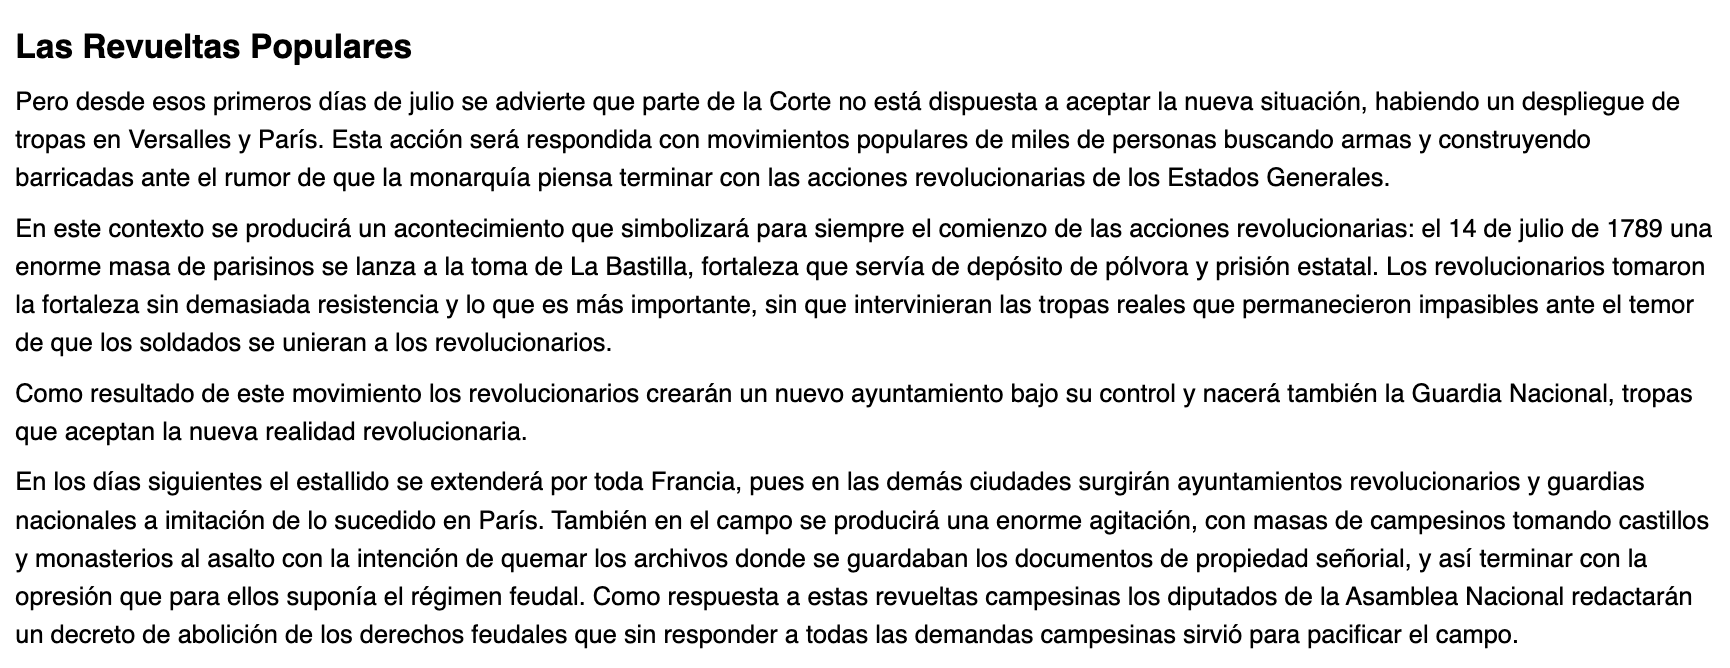 Las Revueltas Populares
Pero desde esos primeros días de julio se advierte que parte de la Corte no está dispuesta a aceptar la nueva situación, habiendo un despliegue de
tropas en Versalles y París. Esta acción será respondida con movimientos populares de miles de personas buscando armas y construyendo
barricadas ante el rumor de que la monarquía piensa terminar con las acciones revolucionarias de los Estados Generales.
En este contexto se producirá un acontecimiento que simbolizará para siempre el comienzo de las acciones revolucionarias: el 14 de julio de 1789 una
enorme masa de parisinos se lanza a la toma de La Bastilla, fortaleza que servía de depósito de pólvora y prisión estatal. Los revolucionarios tomaron
la fortaleza sin demasiada resistencia y lo que es más importante, sin que intervinieran las tropas reales que permanecieron impasibles ante el temor
de que los soldados se unieran a los revolucionarios.
Como resultado de este movimiento los revolucionarios crearán un nuevo ayuntamiento bajo su control y nacerá también la Guardia Nacional, tropas
que aceptan la nueva realidad revolucionaria.
En los días siguientes el estallido se extenderá por toda Francia, pues en las demás ciudades surgirán ayuntamientos revolucionarios y guardias
nacionales a imitación de lo sucedido en París. También en el campo se producirá una enorme agitación, con masas de campesinos tomando castillos
y monasterios al asalto con la intención de quemar los archivos donde se guardaban los documentos de propiedad señorial, y así terminar con la
opresión que para ellos suponía el régimen feudal. Como respuesta a estas revueltas campesinas los diputados de la Asamblea Nacional redactarán
un decreto de abolición de los derechos feudales que sin responder a todas las demandas campesinas sirvió para pacificar el campo.